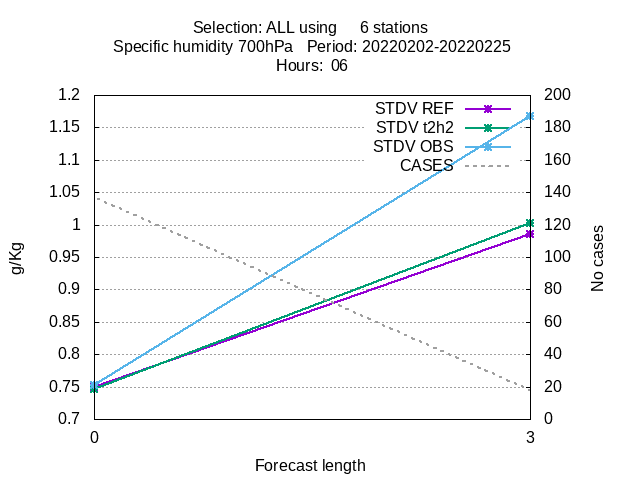 Selection: ALL using     6 stations
Specific humidity 700hPa   Period: 20220202-20220225
Hours:  06
1.2
1.15
1.1
1.05
1
0.95
0.9
0.85
0.8
0.75
0.7
g/Kg
STDV REF
STDV t2h2
STDV OBS
CASES
200
180
160
140
120
100
80
60
40
20
0
No cases
0
3
Forecast length